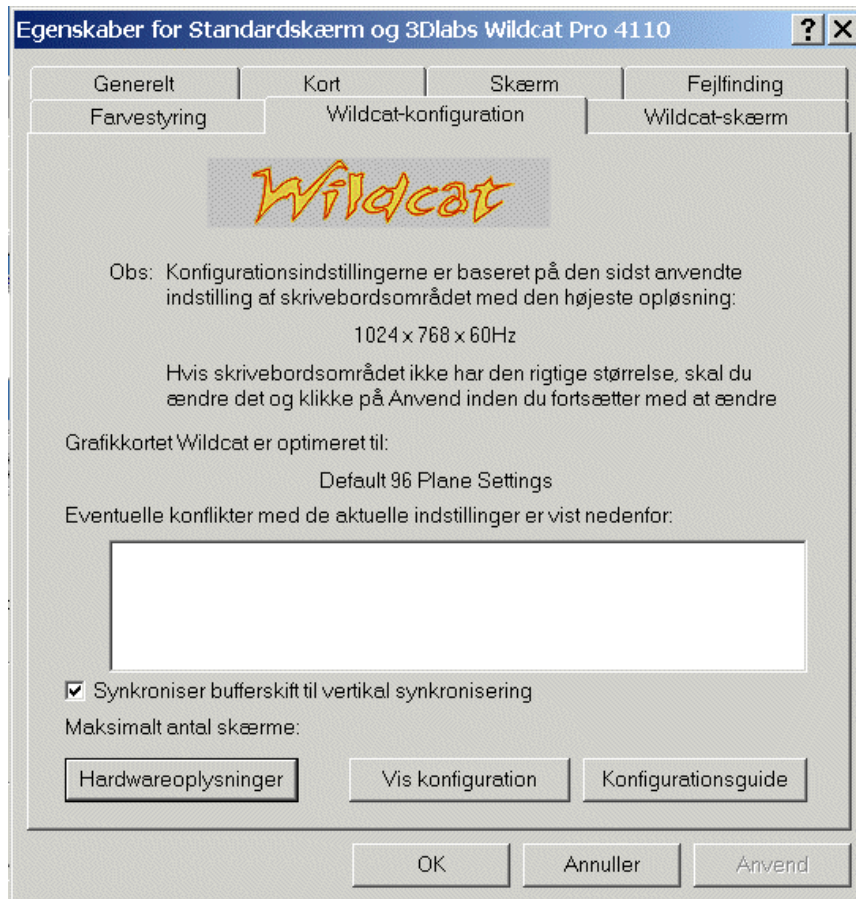 Egenskaber for Standardskærm og 3Dlabs Wildcat Pro 4110
Generelt
Kort
Skærm
Fejlfinding
Farvestyring
Wildcat-konfiguration
Wildcat-skærm
Wildcat
Obs: Konfigurationsindstillingerne er baseret på den sidst anvendte
indstilling af skrivebordsområdet med den højeste opløsning:
1024 x 768 x 60Hz
Hvis skrivebordsområdet ikke har den rigtige størrelse, skal du
ændre det og klikke på Anvend inden du fortsætter med at ændre
Grafikkortet Wildcat er optimeret til:
Default 96 Plane Settings
Eventuelle konflikter med de aktuelle indstillinger er vist nedenfor:
Synkroniser bufferskift til vertikal synkronisering
Maksimalt antal skærme:
Hardwareoplysninger
Vis konfiguration
Konfigurationsguide
OK
Annuller
Anvend